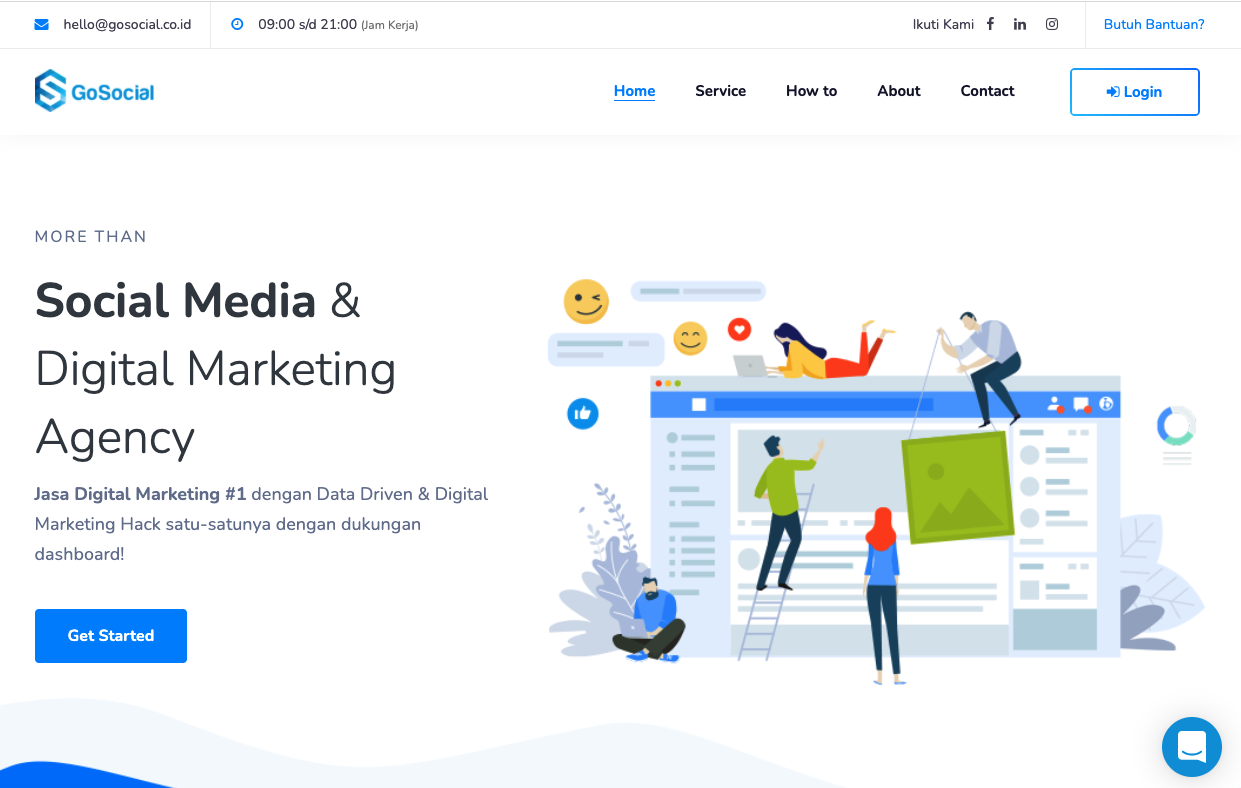 hello@gosocial.co.id
09:00 s/d 21:00 (Jam Kerja)
Ikuti Kami
Butuh Bantuan?
GoSocial
Home
Service
How to
About
Contact
Login
MORE THAN
Social Media &
Digital Marketing
Agency
Jasa Digital Marketing #1 dengan Data Driven & Digital
Marketing Hack satu-satunya dengan dukungan
dashboard!
Get Started